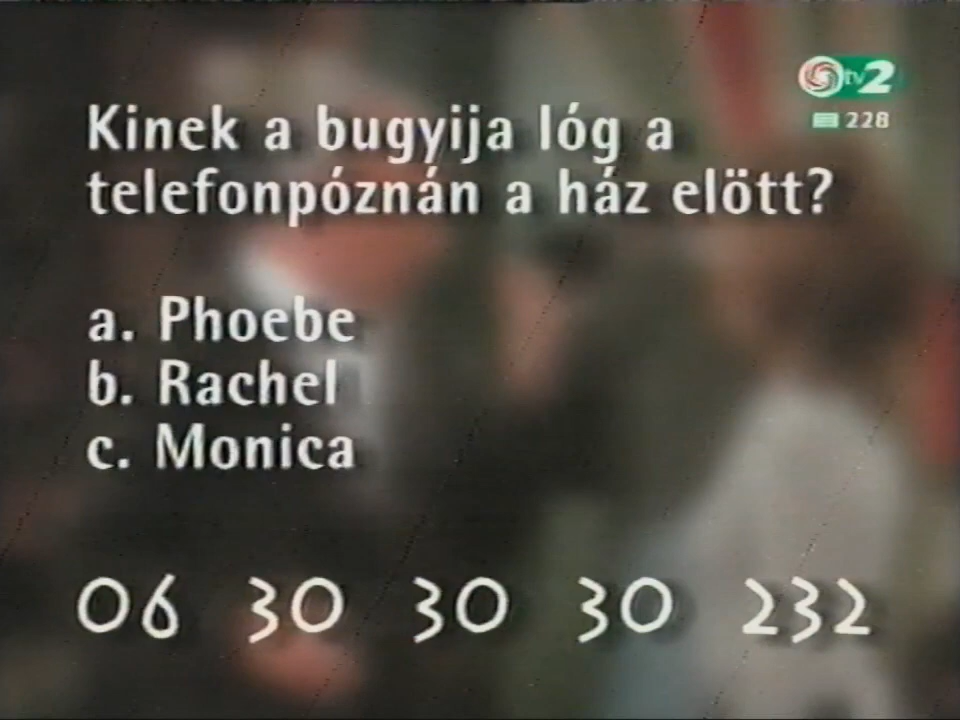 tv2
228
Kinek a bugyija lóg a
telefonpóznán a ház elött?
a. Phoebe
b. Rachel
c. Monica
06 30 30 30 232